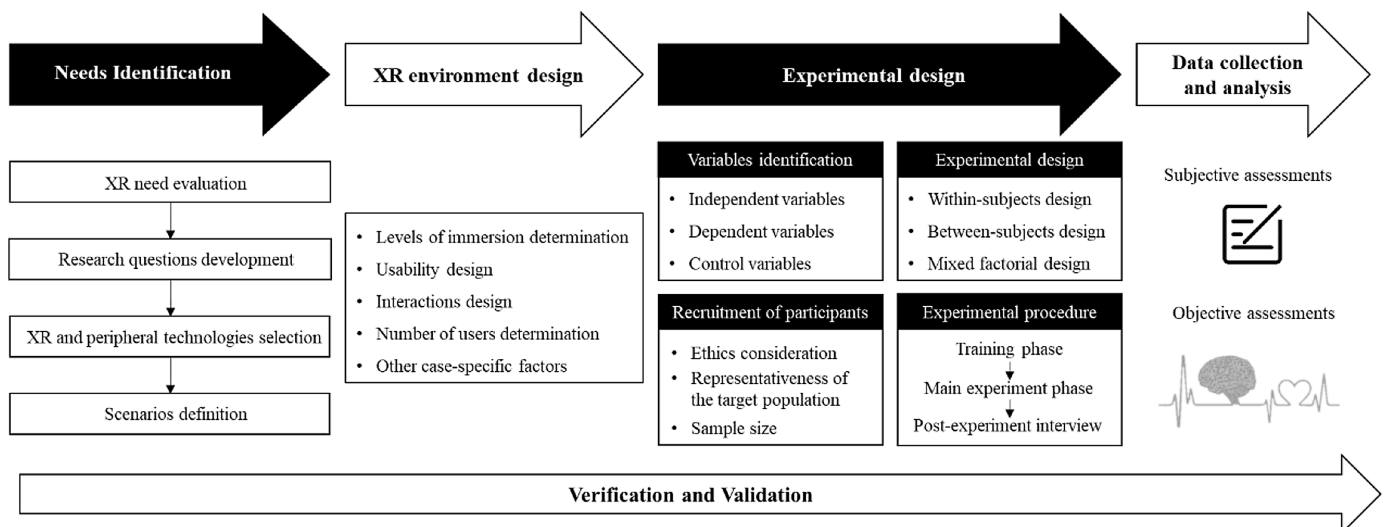 Needs Identification
XR need evaluation
Research questions development
XR and peripheral technologies selection
Scenarios definition
XR environment design
• Levels of immersion determination
• Usability design
• Interactions design
• Number of users determination
• Other case-specific factors
Experimental design
Variables identification
• Independent variables
• Dependent variables
• Control variables
Experimental design
• Within-subjects design
• Between-subjects design
• Mixed factorial design
Recruitment of participants
• Ethics consideration
• Representativeness of
the target population
• Sample size
Experimental procedure
Training phase
Main experiment phase
Post-experiment interview
Data collection
and analysis
Subjective assessments
Objective assessments
Verification and Validation